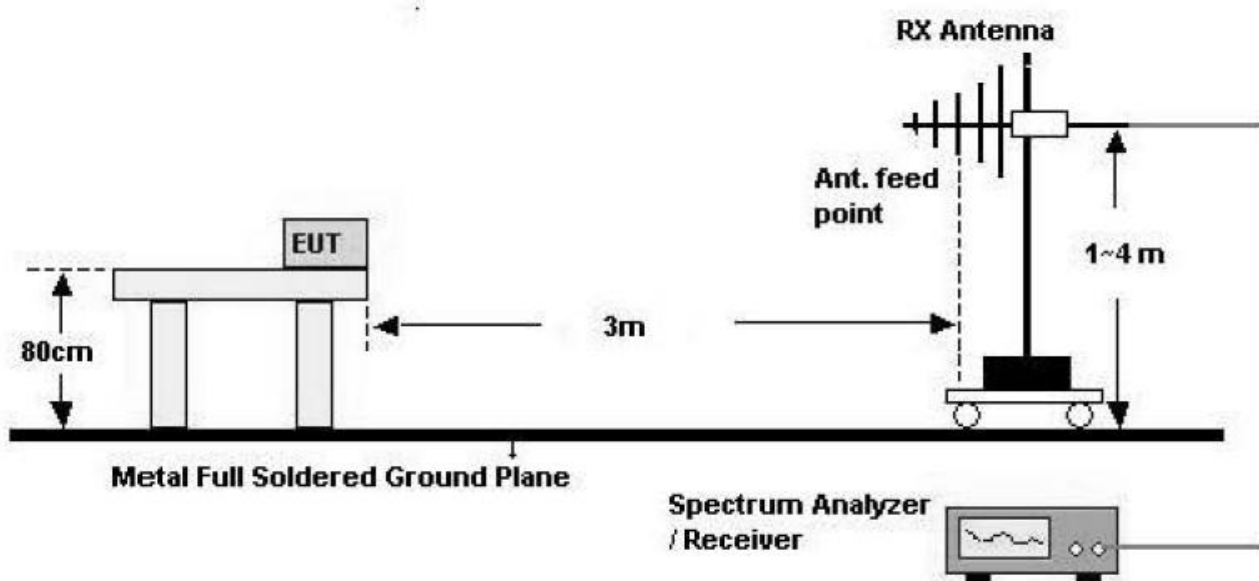 RX Antenna
Ant. feed
point
EUT
1~4 m
3m
80cm
Metal Full Soldered Ground Plane
Spectrum Analyzer
/ Receiver